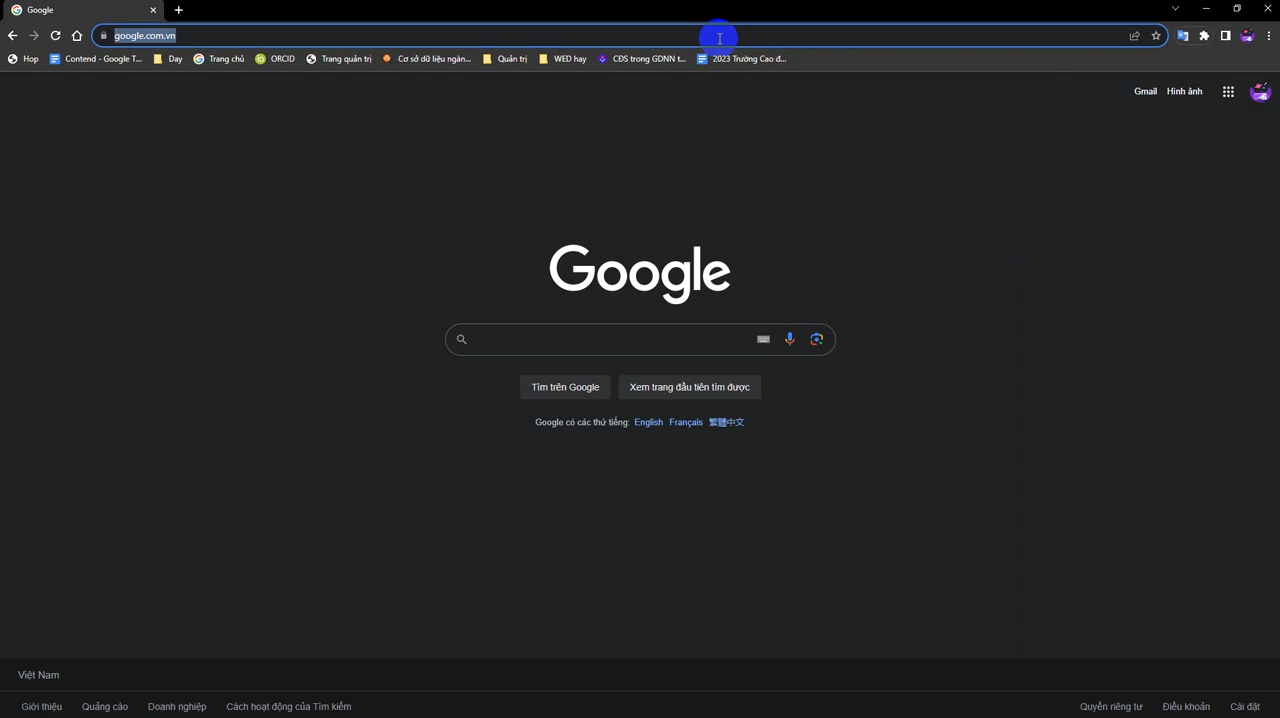 Google
google.com.vn
Hop Contend - Google T... Day Trang chủ ORCID Trang quản trị Cơ sở dữ liệu ngàn... Quản trị WED hay CĐS trong GDNN t... 2023 Trường Cao đ...
Gmail Hình ảnh
Google
Tìm trên Google Xem trang đầu tiên tìm được
Google có các thứ tiếng: English Français 繁體中文
Việt Nam
Giới thiệu Quảng cáo Doanh nghiệp Cách hoạt động của Tìm kiếm Quyền riêng tư Điều khoản Cài đặt